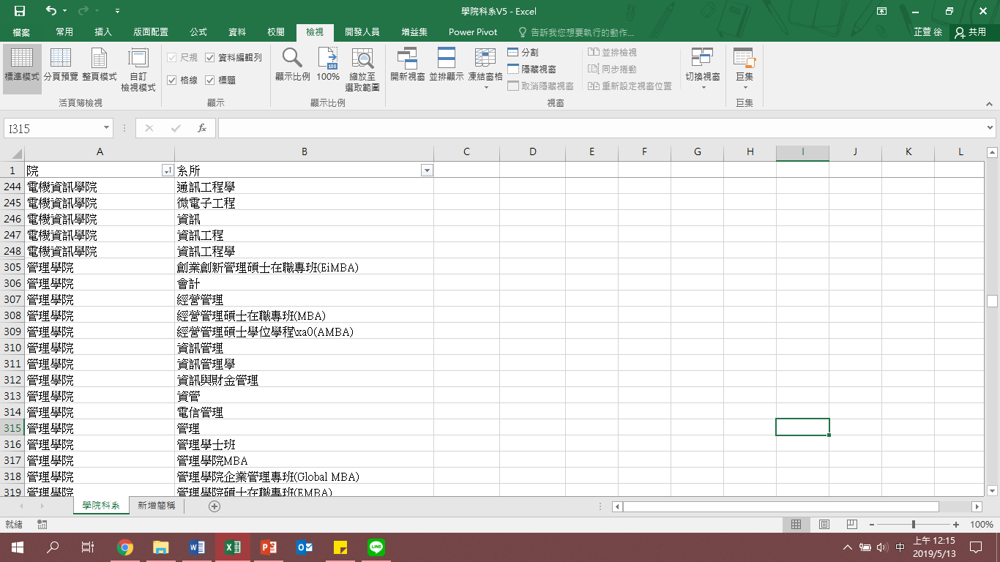 學院科系V5 - Excel
芷萱 徐 共用
檔案 常用 插入 版面配置 公式 資料 校閱 檢視 開發人員 增益集 Power Pivot 告訴我您想要執行的動作...
標準模式 分頁預覽 整頁模式 自訂檢視模式
活頁簿檢視
尺規 資料編輯列
格線 標題
顯示
顯示比例 100% 縮放至選取範圍
顯示比例
開新視窗 並排顯示 凍結窗格
分割
隱藏視窗
取消隱藏視窗
並排檢視
同步捲動
重新設定視窗位置
切換視窗
視窗
巨集
巨集
I315 fx
A B C D E F G H I J K L
1 院 系所
244 電機資訊學院 通訊工程學
245 電機資訊學院 微電子工程
246 電機資訊學院 資訊
247 電機資訊學院 資訊工程
248 電機資訊學院 資訊工程學
305 管理學院 創業創新管理碩士在職專班(EiMBA)
306 管理學院 會計
307 管理學院 經營管理
308 管理學院 經營管理碩士在職專班(MBA)
309 管理學院 經營管理碩士學位學程\xa0(AMBA)
310 管理學院 資訊管理
311 管理學院 資訊管理學
312 管理學院 資訊與財金管理
313 管理學院 資管
314 管理學院 電信管理
315 管理學院 管理
316 管理學院 管理學士班
317 管理學院 管理學院MBA
318 管理學院 管理學院企業管理專班(Global MBA)
319 管理學院 管理學院碩士在職專班(EMBA)
學院科系 新增簡稱
就緒 100%
中 上午 12:15
2019/5/13